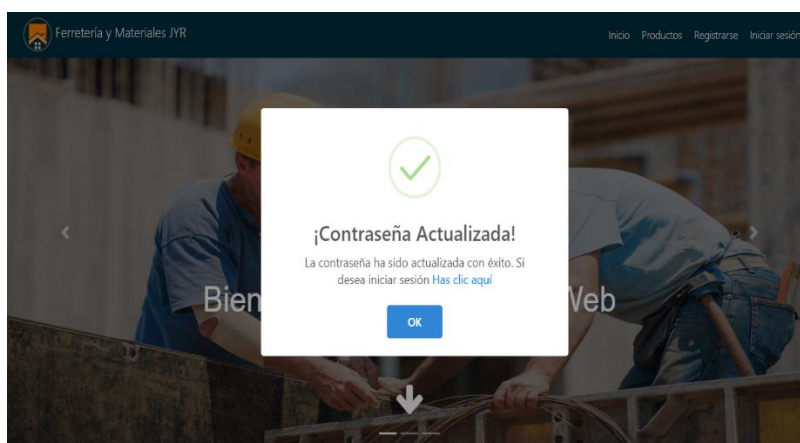 Ferretería y Materiales JYR
Inicio Productos Registrarse Iniciar sesión
¡Contraseña Actualizada!
La contraseña ha sido actualizada con éxito. Si
desea iniciar sesión Has clic aquí
Bien
Web
OK